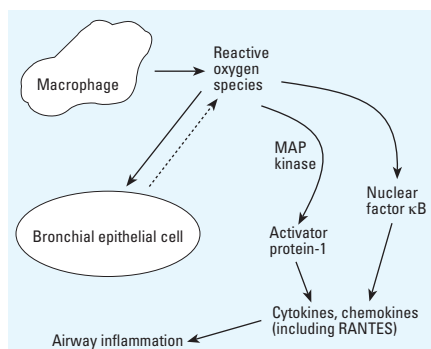 Reactive
oxygen
species
Macrophage
MAP
kinase
Nuclear
factor κB
Bronchial epithelial cell
Activator
protein-1
Cytokines, chemokines
(including RANTES)
Airway inflammation